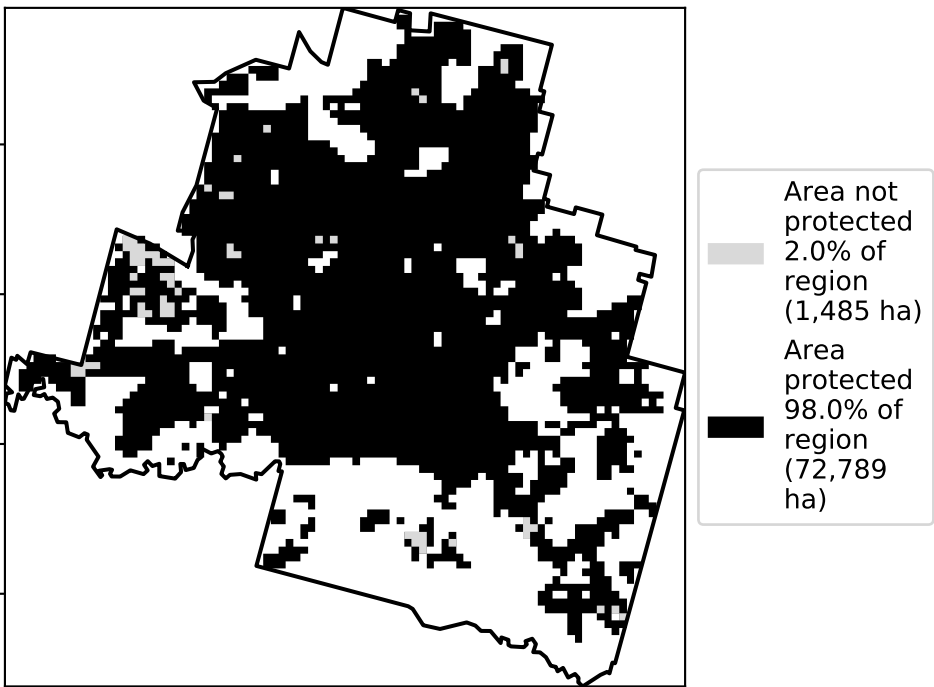 Area not
protected
2.0% of
region
(1,485 ha)
Area
protected
98.0% of
region
(72,789
ha)